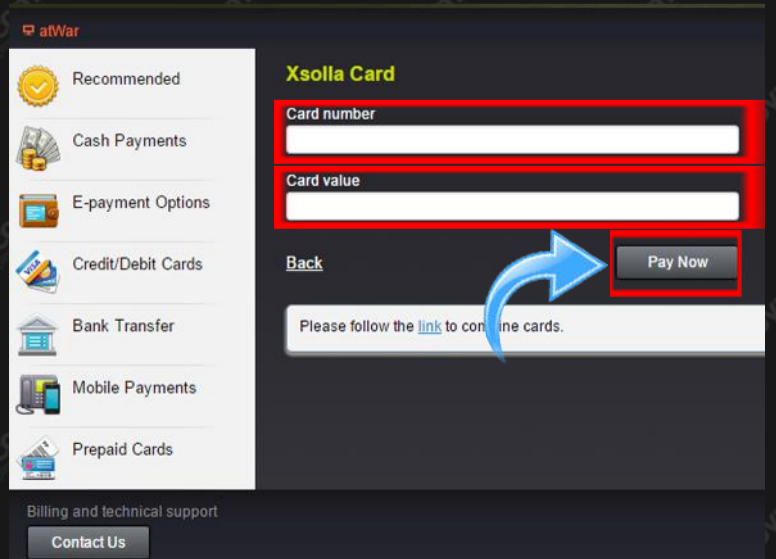 atWar
Recommended
Cash Payments
E-payment Options
Credit/Debit Cards
Bank Transfer
Mobile Payments
Prepaid Cards
Xsolla Card
Card number
Card value
Back
Pay Now
Please follow the link to ine cards.
Billing and technical support
Contact Us
VISA